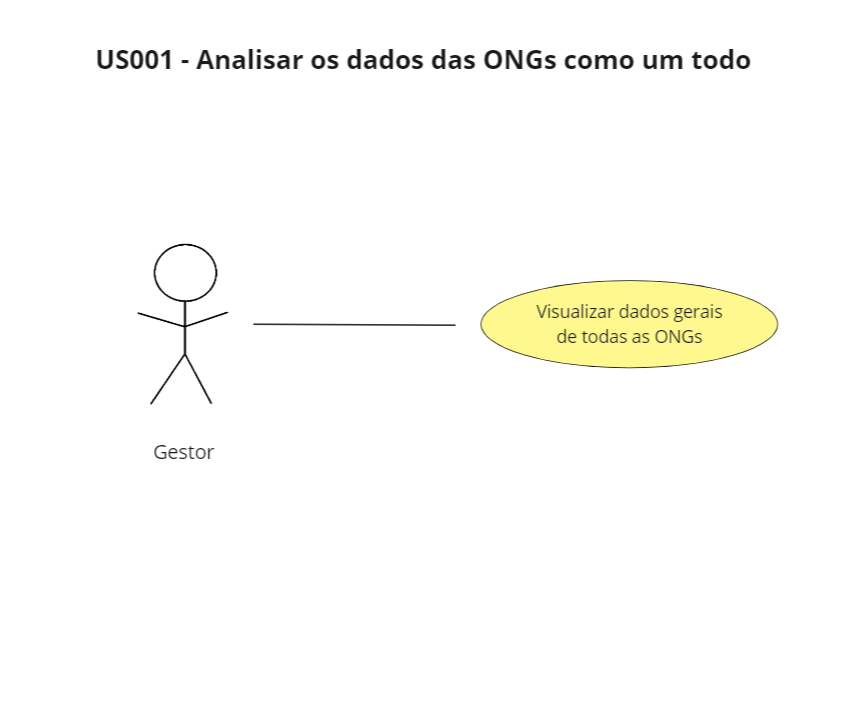 US001 - Analisar os dados das ONGs como um todo
Visualizar dados gerais
de todas as ONGs
Gestor